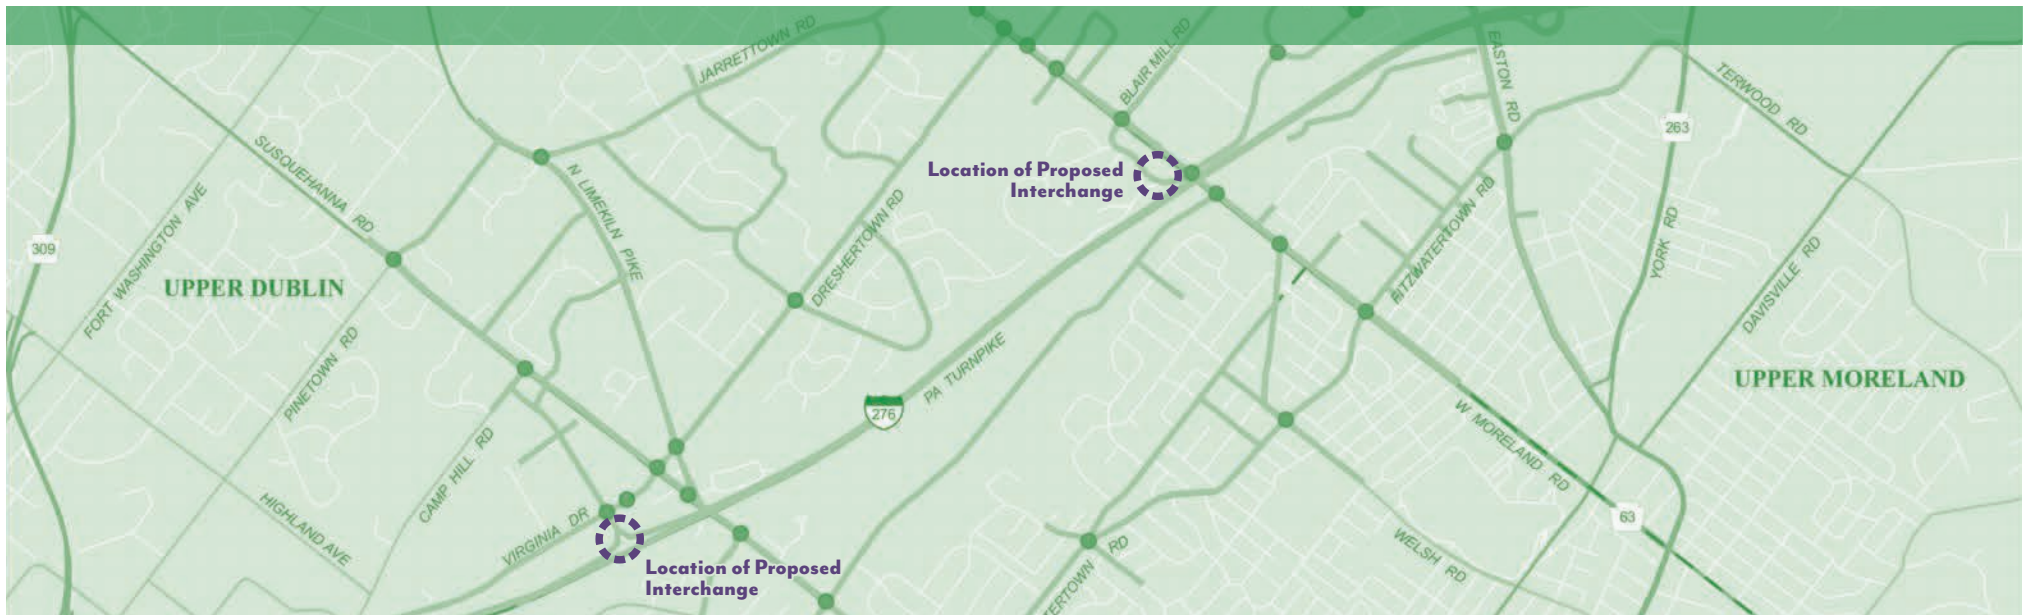 JARRETTOWN RD
BLAIR MILL RD
EASTON RD
TERWOOD RD
263
SUSQUEHANNA RD
N LIMEKILN PIKE
Location of Proposed
Interchange
FORT WASHINGTON AVE
DRESHERTOWN RD
FITZWATERTOWN RD
YORK RD
DAVISVILLE RD
309
UPPER DUBLIN
PINETOWN RD
PA TURNPIKE
276
UPPER MORELAND
CAMP HILL RD
W MORELAND RD
HIGHLAND AVE
VIRGINIA DR
63
WELSH RD
Location of Proposed
Interchange
TERTOWN RD